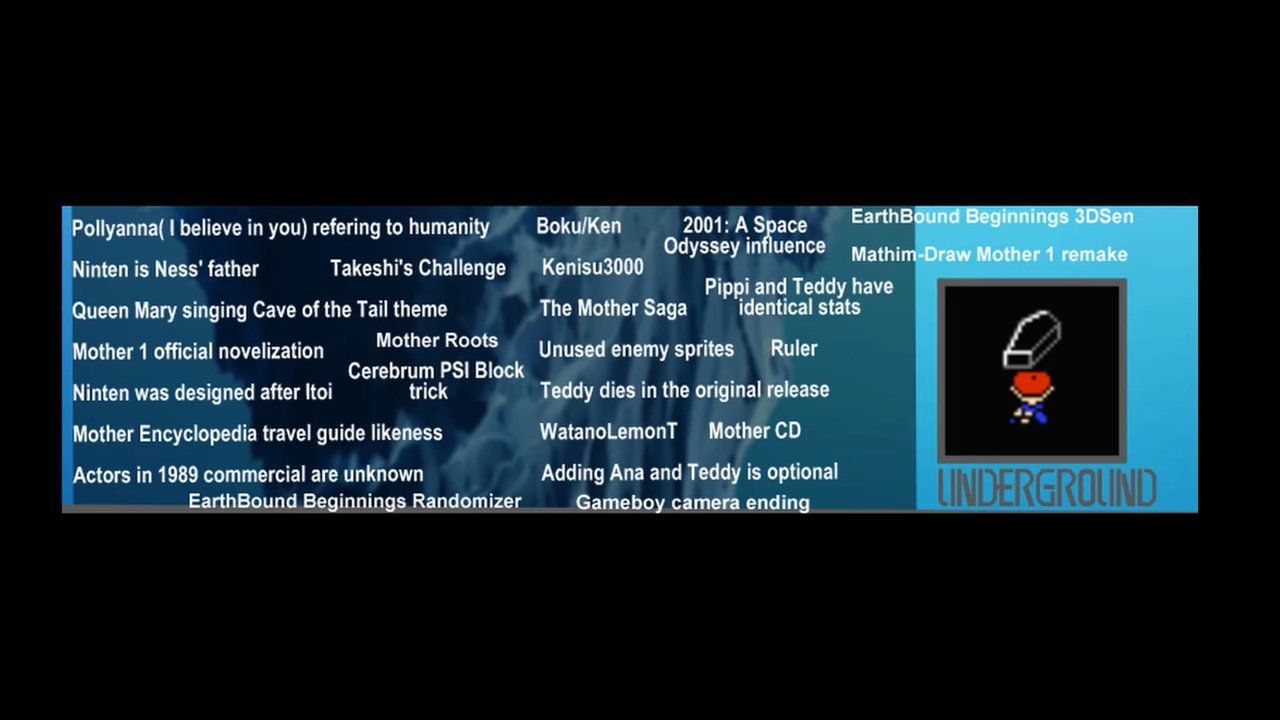 Pollyanna( I believe in you) refering to humanity
Ninten is Ness' father
Takeshi's Challenge
Queen Mary singing Cave of the Tail theme
Mother 1 official novelization
Mother Roots
Cerebrum PSI Block
trick
Ninten was designed after Itoi
Mother Encyclopedia travel guide likeness
Actors in 1989 commercial are unknown
EarthBound Beginnings Randomizer
Boku/Ken
2001: A Space
Odyssey influence
Kenisu3000
Pippi and Teddy have
identical stats
The Mother Saga
Unused enemy sprites
Ruler
Teddy dies in the original release
WatanoLemonT
Mother CD
Adding Ana and Teddy is optional
Gameboy camera ending
EarthBound Beginnings 3DSen
Mathim-Draw Mother 1 remake
UNDERGROUND